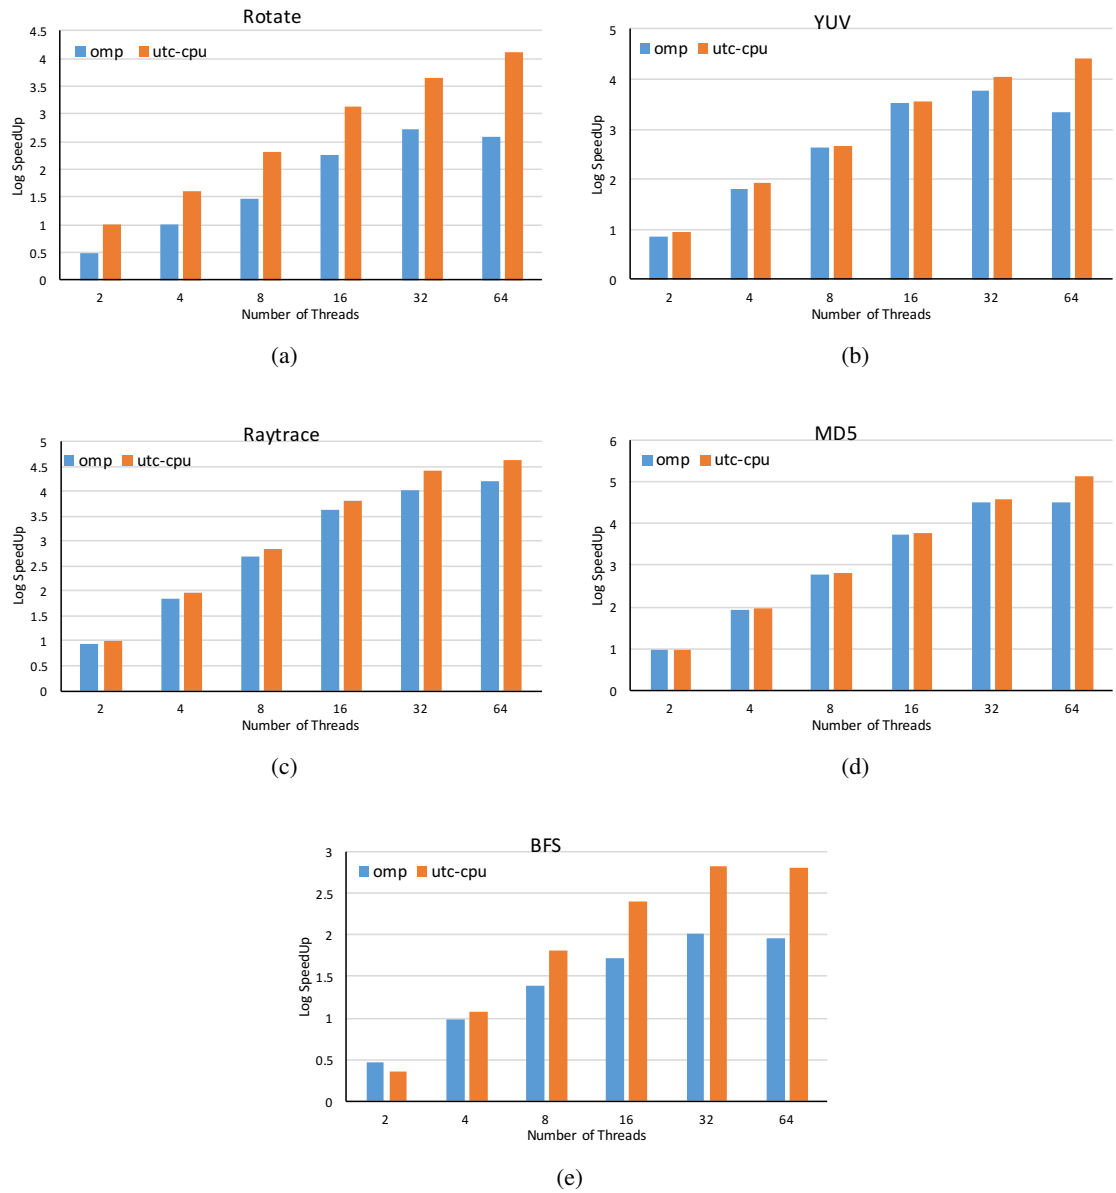 Rotate
omp utc-cpu
4.5
4
3.5
3
2.5
2
1.5
1
0.5
0
Log SpeedUp
2 4 8 16 32 64
Number of Threads
(a)
YUV
omp utc-cpu
5
4
3
2
1
0
Log SpeedUp
2 4 8 16 32 64
Number of Threads
(b)
Raytrace
omp utc-cpu
5
4.5
4
3.5
3
2.5
2
1.5
1
0.5
0
Log SpeedUp
2 4 8 16 32 64
Number of Threads
(c)
MD5
omp utc-cpu
6
5
4
3
2
1
0
Log SpeedUp
2 4 8 16 32 64
Number of Threads
(d)
BFS
omp utc-cpu
3
2.5
2
1.5
1
0.5
0
Log SpeedUp
2 4 8 16 32 64
Number of Threads
(e)